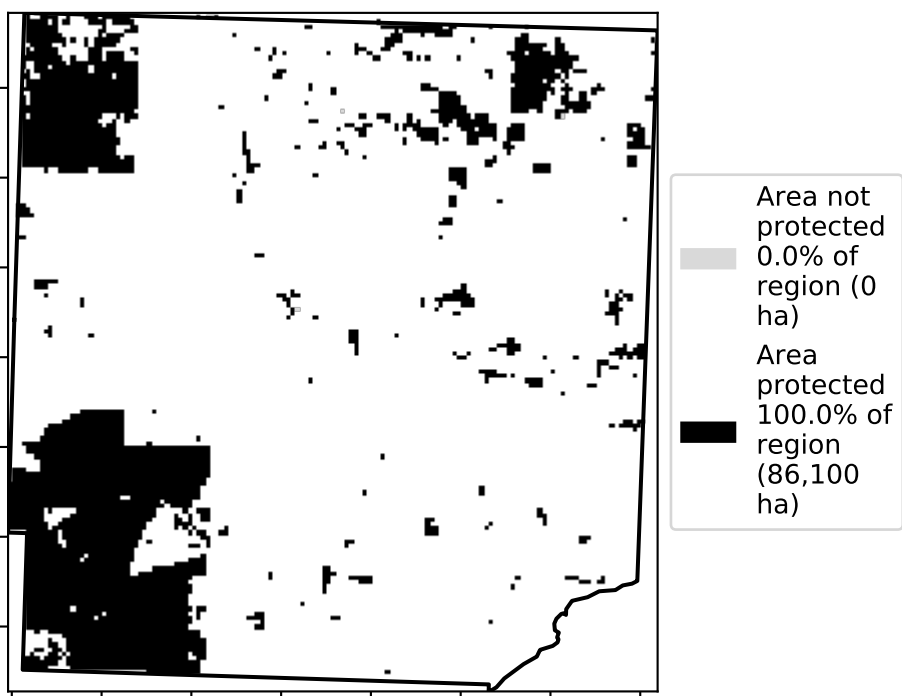 Area not
protected
0.0% of
region (0
ha)
Area
protected
100.0% of
region
(86,100
ha)